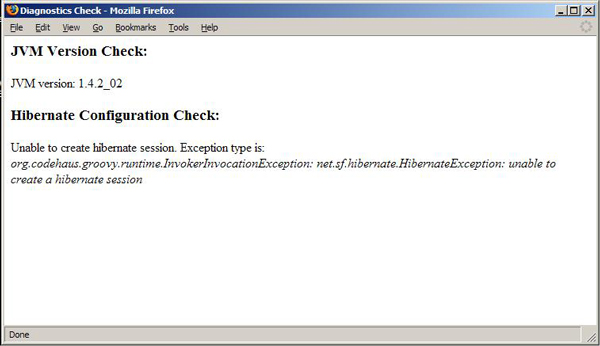 Diagnostics Check - Mozilla Firefox
File Edit View Go Bookmarks Tools Help
JVM Version Check:
JVM version: 1.4.2_02
Hibernate Configuration Check:
Unable to create hibernate session. Exception type is:
org.codehaus.groovy.runtime.InvokerInvocationException: net.sf.hibernate.HibernateException: unable to
create a hibernate session
Done